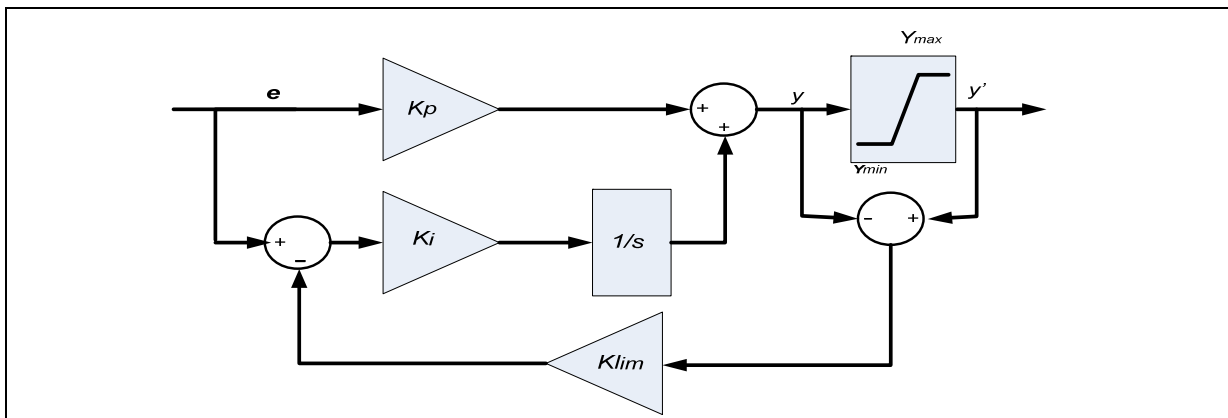 Ymax
e
Kp
+
+
y
y'
Ymin
+
−
Ki
1/s
-
+
Klim